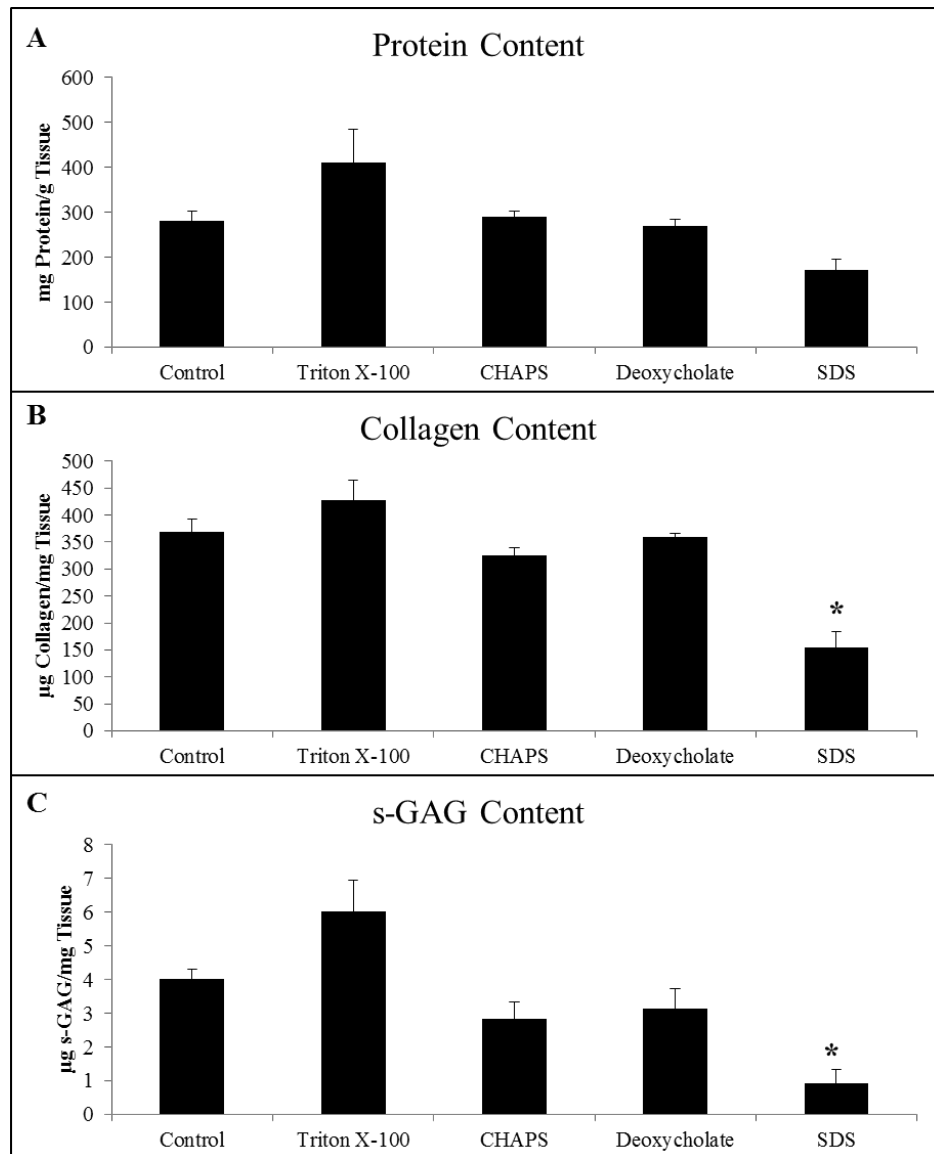 A
Protein Content
mg Protein/g Tissue
600
500
400
300
200
100
0
Control Triton X-100 CHAPS Deoxycholate SDS
B
Collagen Content
µg Collagen/mg Tissue
500
450
400
350
300
250
200
150
100
50
0
*
Control Triton X-100 CHAPS Deoxycholate SDS
C
s-GAG Content
µg s-GAG/mg Tissue
8
7
6
5
4
3
2
1
0
*
Control Triton X-100 CHAPS Deoxycholate SDS